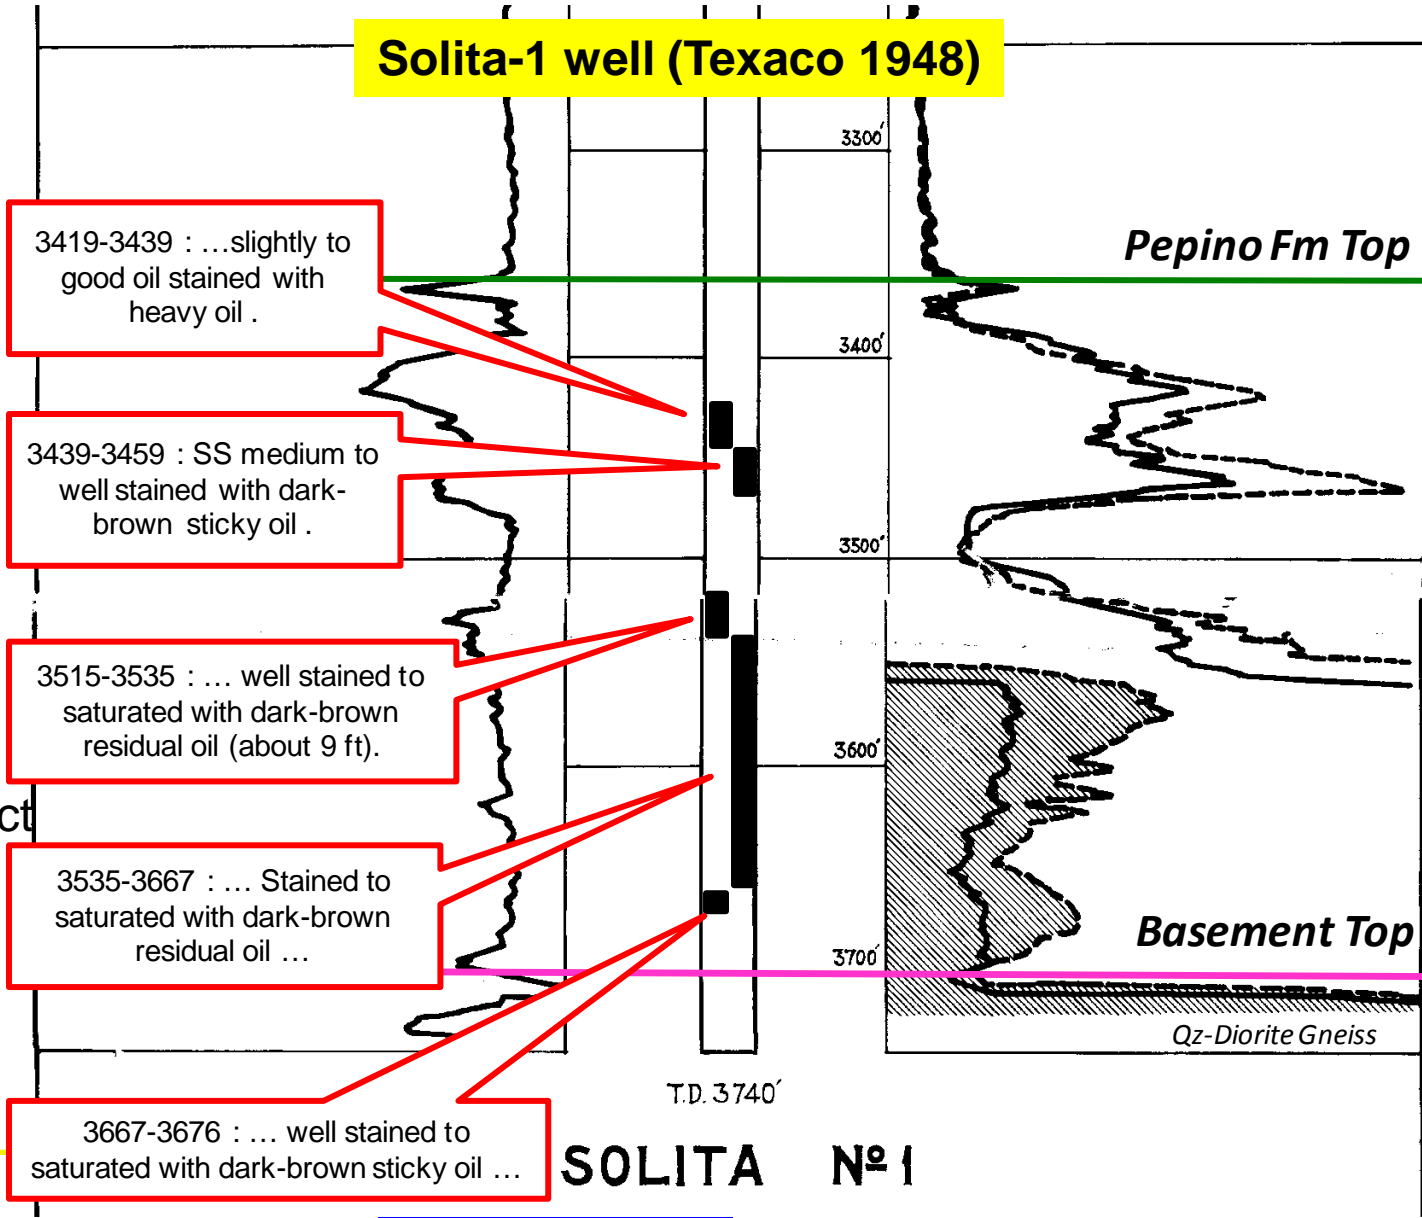 Solita-1 well (Texaco 1948)
3300'
3419-3439 : …slightly to
good oil stained with
heavy oil .
Pepino Fm Top
3400'
3439-3459 : SS medium to
well stained with dark-
brown sticky oil .
3500'
3515-3535 : … well stained to
saturated with dark-brown
residual oil (about 9 ft).
3600'
ct
3535-3667 : … Stained to
saturated with dark-brown
residual oil …
Basement Top
3700'
Qz-Diorite Gneiss
T.D. 3740'
3667-3676 : … well stained to
saturated with dark-brown sticky oil …
SOLITA Nº 1